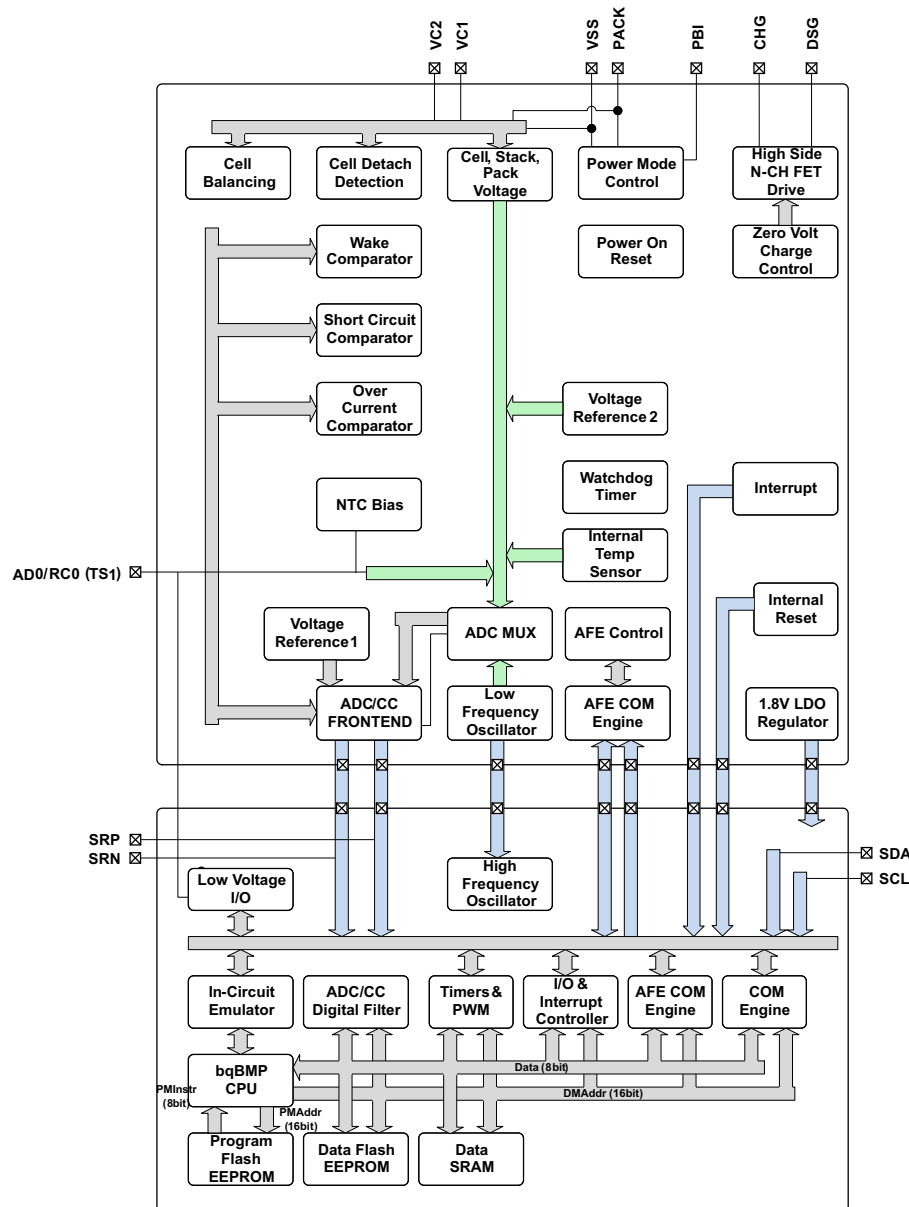 VC2
VC1
VSS
PACK
PBI
CHG
DSG
Cell
Balancing
Cell Detach
Detection
Cell, Stack,
Pack
Voltage
Power Mode
Control
High Side
N-CH FET
Drive
Wake
Comparator
Power On
Reset
Zero Volt
Charge
Control
Short Circuit
Comparator
Over
Current
Comparator
Voltage
Reference 2
NTC Bias
Watchdog
Timer
Interrupt
AD0/RC0 (TS1)
Internal
Temp
Sensor
Voltage
Reference 1
ADC MUX
AFE Control
Internal
Reset
ADC/CC
FRONTEND
Low
Frequency
Oscillator
AFE COM
Engine
1.8V LDO
Regulator
SRP
SRN
SDA
SCL
Low Voltage
I/O
High
Frequency
Oscillator
In-Circuit
Emulator
ADC/CC
Digital Filter
Timers &
PWM
I/O &
Interrupt
Controller
AFE COM
Engine
COM
Engine
bqBMP
CPU
Data (8bit)
DMAddr (16bit)
PMInstr
(8bit)
PMAddr
(16bit)
Program
Flash
EEPROM
Data Flash
EEPROM
Data
SRAM